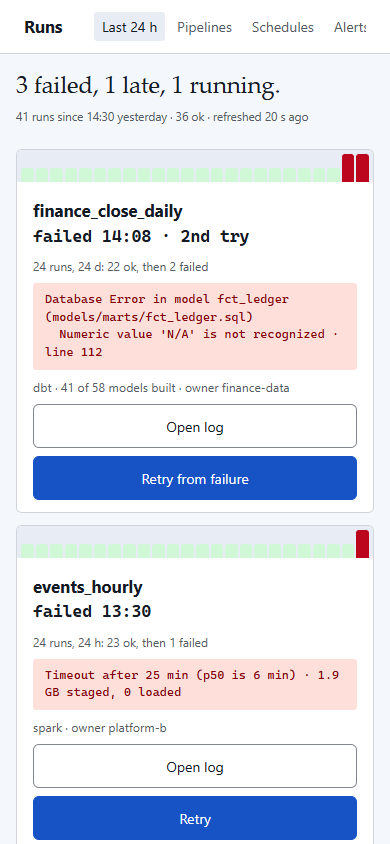 Runs
Last 24 h
Pipelines
Schedules
Alerts
3 failed, 1 late, 1 running.
41 runs since 14:30 yesterday · 36 ok · refreshed 20 s ago
finance_close_daily
failed 14:08 · 2nd try
24 runs, 24 d: 22 ok, then 2 failed
Database Error in model fct_ledger
(models/marts/fct_ledger.sql)
Numeric value 'N/A' is not recognized ·
line 112
dbt · 41 of 58 models built · owner finance-data
Open log
Retry from failure
events_hourly
failed 13:30
24 runs, 24 h: 23 ok, then 1 failed
Timeout after 25 min (p50 is 6 min) · 1.9
GB staged, 0 loaded
spark · owner platform-b
Open log
Retry